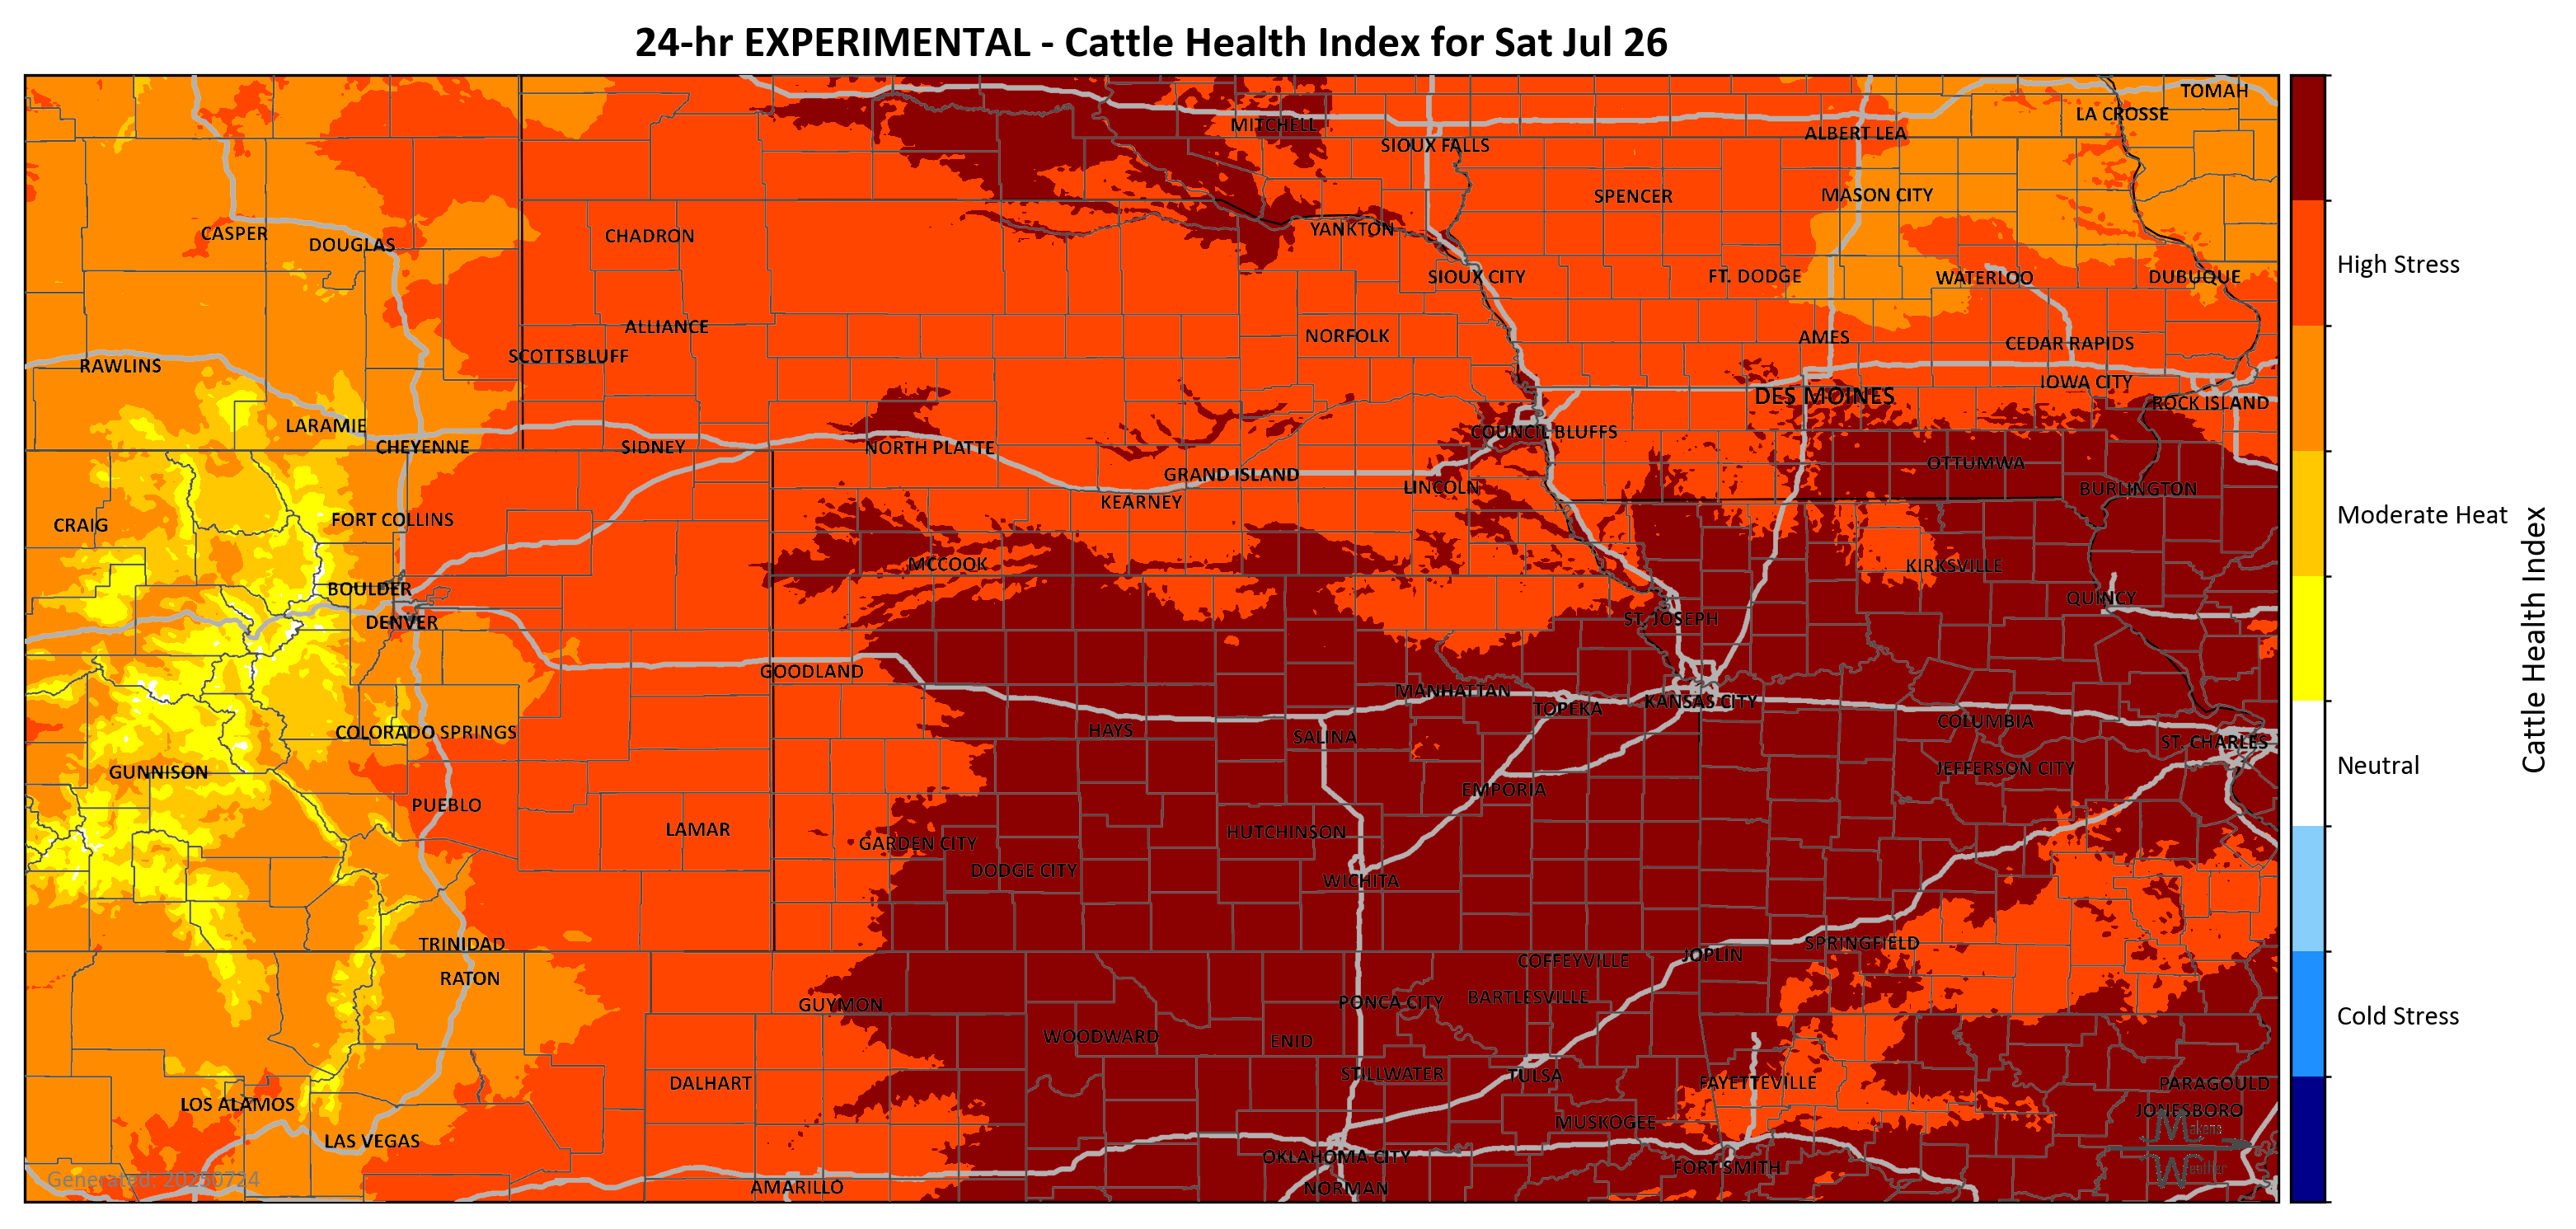 24-hr EXPERIMENTAL - Cattle Health Index for Sat Jul 26
TOMAH
LA CROSSE
MITCHELL
ALBERT LEA
SIOUX FALLS
SPENCER
MASON CITY
CASPER
DOUGLAS
CHADRON
YANKTON
SIOUX CITY
FT. DODGE
WATERLOO
DUBUQUE
ALLIANCE
NORFOLK
AMES
CEDAR RAPIDS
SCOTTSBLUFF
RAWLINS
IOWA CITY
DES MOINES
ROCK ISLAND
LARAMIE
COUNCIL BLUFFS
CHEYENNE
SIDNEY
NORTH PLATTE
OTTUMWA
GRAND ISLAND
LINCOLN
BURLINGTON
KEARNEY
CRAIG
FORT COLLINS
MCCOOK
KIRKSVILLE
BOULDER
QUINCY
DENVER
ST. JOSEPH
GOODLAND
MANHATTAN
KANSAS CITY
TOPEKA
COLUMBIA
COLORADO SPRINGS
HAYS
SALINA
ST. CHARLES
GUNNISON
JEFFERSON CITY
EMPORIA
PUEBLO
LAMAR
HUTCHINSON
GARDEN CITY
DODGE CITY
WICHITA
TRINIDAD
SPRINGFIELD
JOPLIN
COFFEYVILLE
RATON
GUYMON
PONCA CITY
BARTLESVILLE
WOODWARD
ENID
STILLWATER
TULSA
DALHART
FAYETTEVILLE
PARAGOULD
LOS ALAMOS
JONESBORO
MUSKOGEE
Makens
LAS VEGAS
OKLAHOMA CITY
FORT SMITH
Weather
Generated: 20250724
AMARILLO
NORMAN
High Stress
Moderate Heat
Neutral
Cold Stress
Cattle Health Index